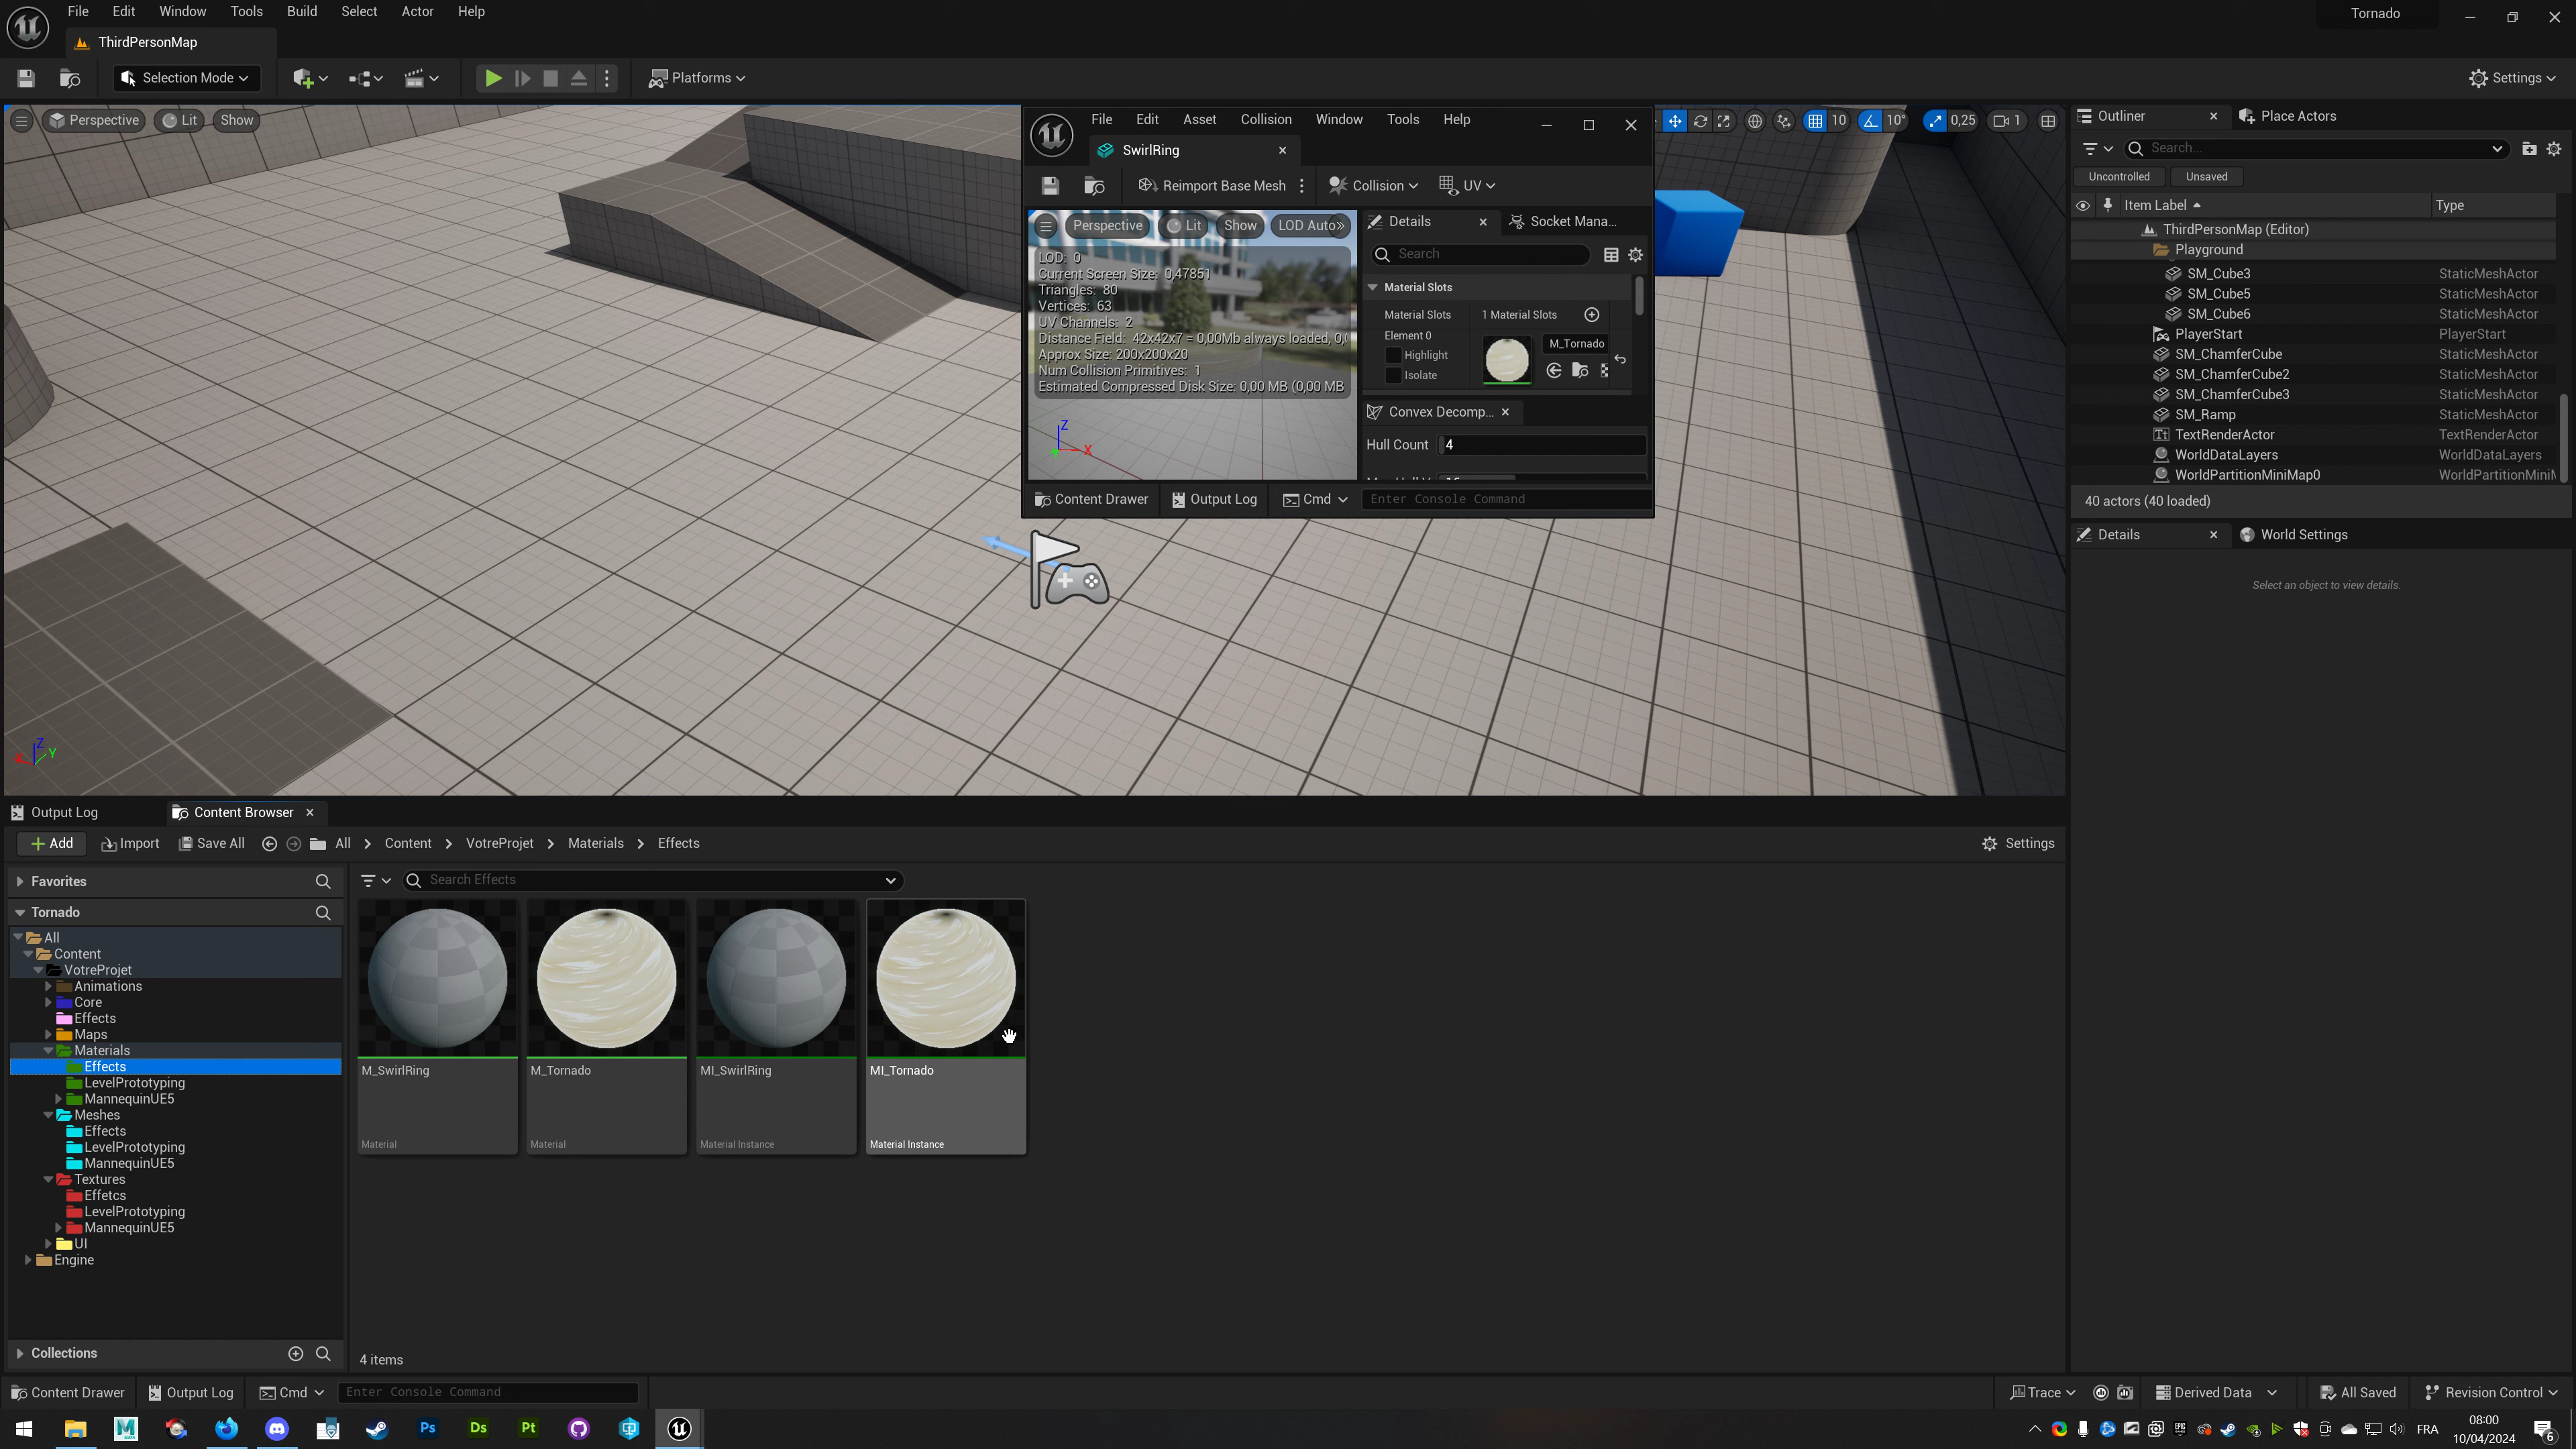 File Edit Window Tools Build Select Actor Help
Tornado
ThirdPersonMap
Selection Mode
Platforms
Settings
Perspective Lit Show
10 10° 0,25 1
File Edit Asset Collision Window Tools Help
SwirlRing
Reimport Base Mesh Collision UV
Perspective Lit Show LOD Auto»
LOD: 0
Current Screen Size: 0,47851
Triangles: 80
Vertices: 63
UV Channels: 2
Distance Field: 42x42x7 = 0,00Mb always loaded, 0,(
Approx Size: 200x200x20
Num Collision Primitives: 1
Estimated Compressed Disk Size: 0,00 MB (0,00 MB
Z
X
Details Socket Mana...
Search
Material Slots
Material Slots 1 Material Slots
Element 0
Highlight
Isolate
M_Tornado
Convex Decomp...
Hull Count 4
Content Drawer Output Log Cmd Enter Console Command
Outliner Place Actors
Search...
Uncontrolled Unsaved
Item Label Type
ThirdPersonMap (Editor)
Playground
SM_Cube3 StaticMeshActor
SM_Cube5 StaticMeshActor
SM_Cube6 StaticMeshActor
PlayerStart PlayerStart
SM_ChamferCube StaticMeshActor
SM_ChamferCube2 StaticMeshActor
SM_ChamferCube3 StaticMeshActor
SM_Ramp StaticMeshActor
TextRenderActor TextRenderActor
WorldDataLayers WorldDataLayers
WorldPartitionMiniMap0 WorldPartitionMiniM
40 actors (40 loaded)
Details World Settings
Select an object to view details.
Z
X Y
Output Log Content Browser
Add Import Save All All Content VotreProjet Materials Effects Settings
Favorites
Search Effects
Tornado
All
Content
VotreProjet
Animations
Core
Effects
Maps
Materials
Effects
LevelPrototyping
MannequinUE5
Meshes
Effects
LevelPrototyping
MannequinUE5
Textures
Effetcs
LevelPrototyping
MannequinUE5
UI
Engine
Collections
M_SwirlRing
Material
M_Tornado
Material
MI_SwirlRing
Material Instance
MI_Tornado
Material Instance
4 items
Content Drawer Output Log Cmd Enter Console Command
Trace Derived Data All Saved Revision Control
Ps Ds Pt
FRA
08:00
10/04/2024
6